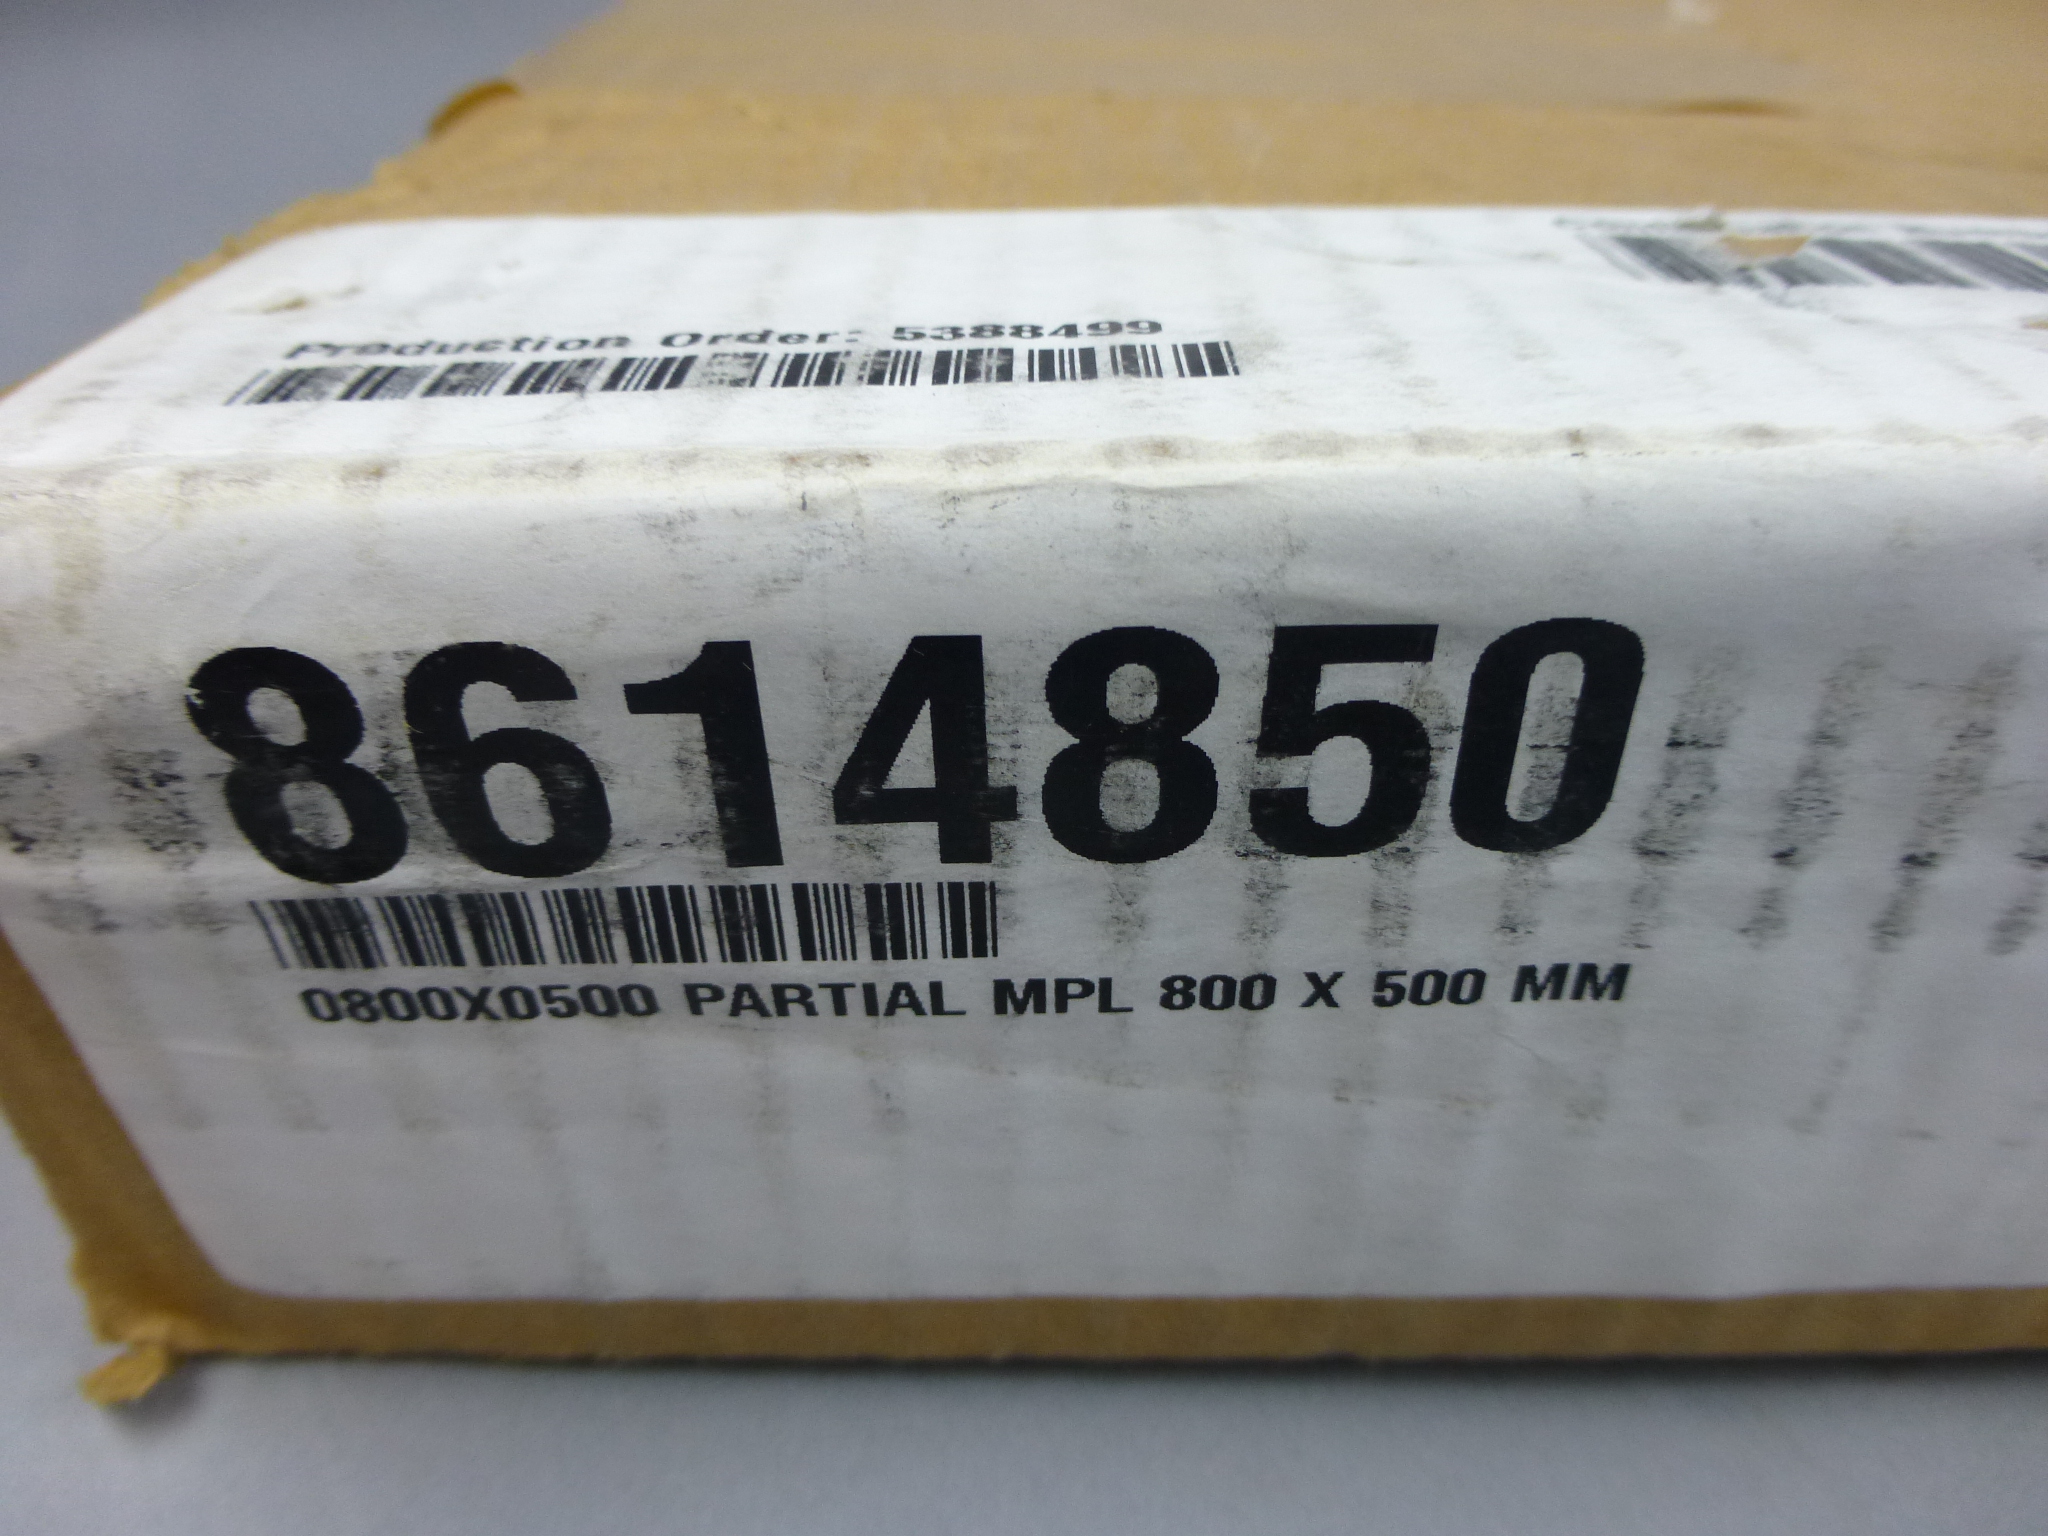 Production Order: 5388499
8614850
0800X0500 PARTIAL MPL 800 X 500 MM